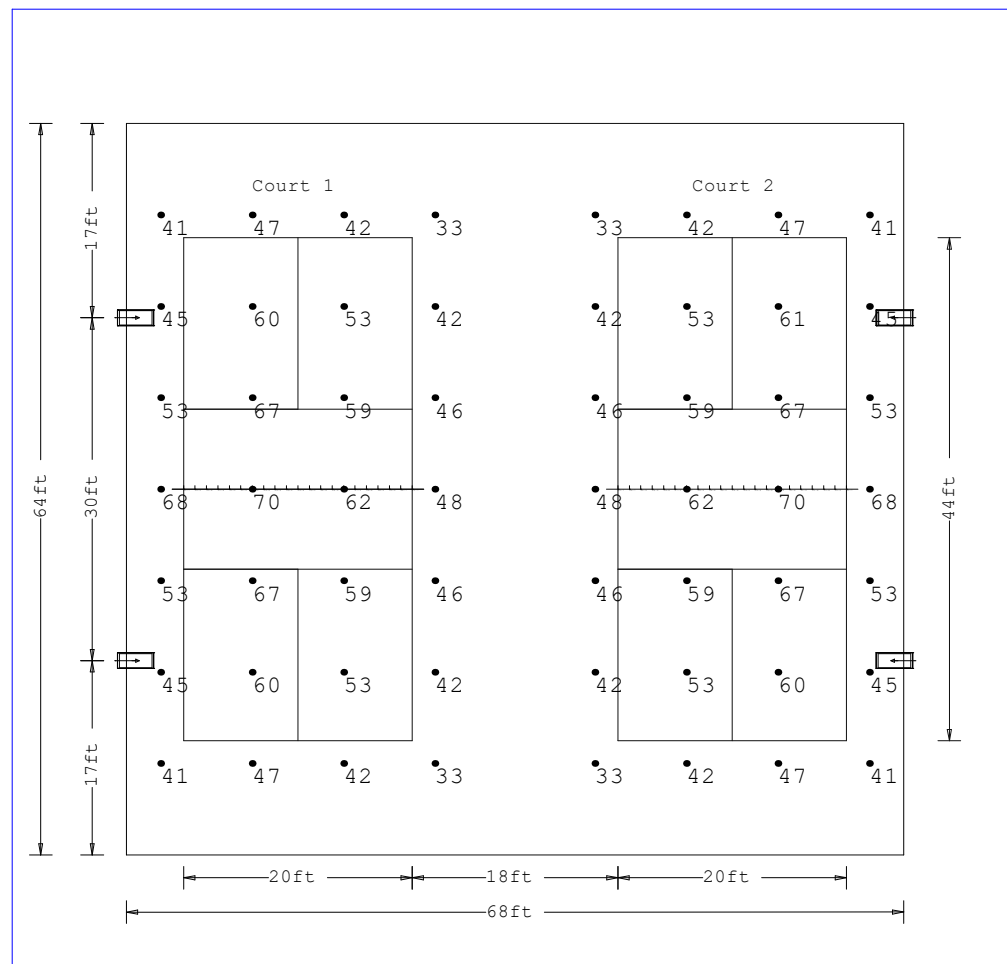 Court 1 Court 2
41 47 42 33 33 42 47 41
17ft
45 60 53 42 42 53 61 45
53 67 59 46 46 59 67 53
68 70 62 48 48 62 70 68
64ft 30ft 44ft
53 67 59 46 46 59 67 53
45 60 53 42 42 53 60 45
41 47 42 33 33 42 47 41
17ft
20ft 18ft 20ft
68ft